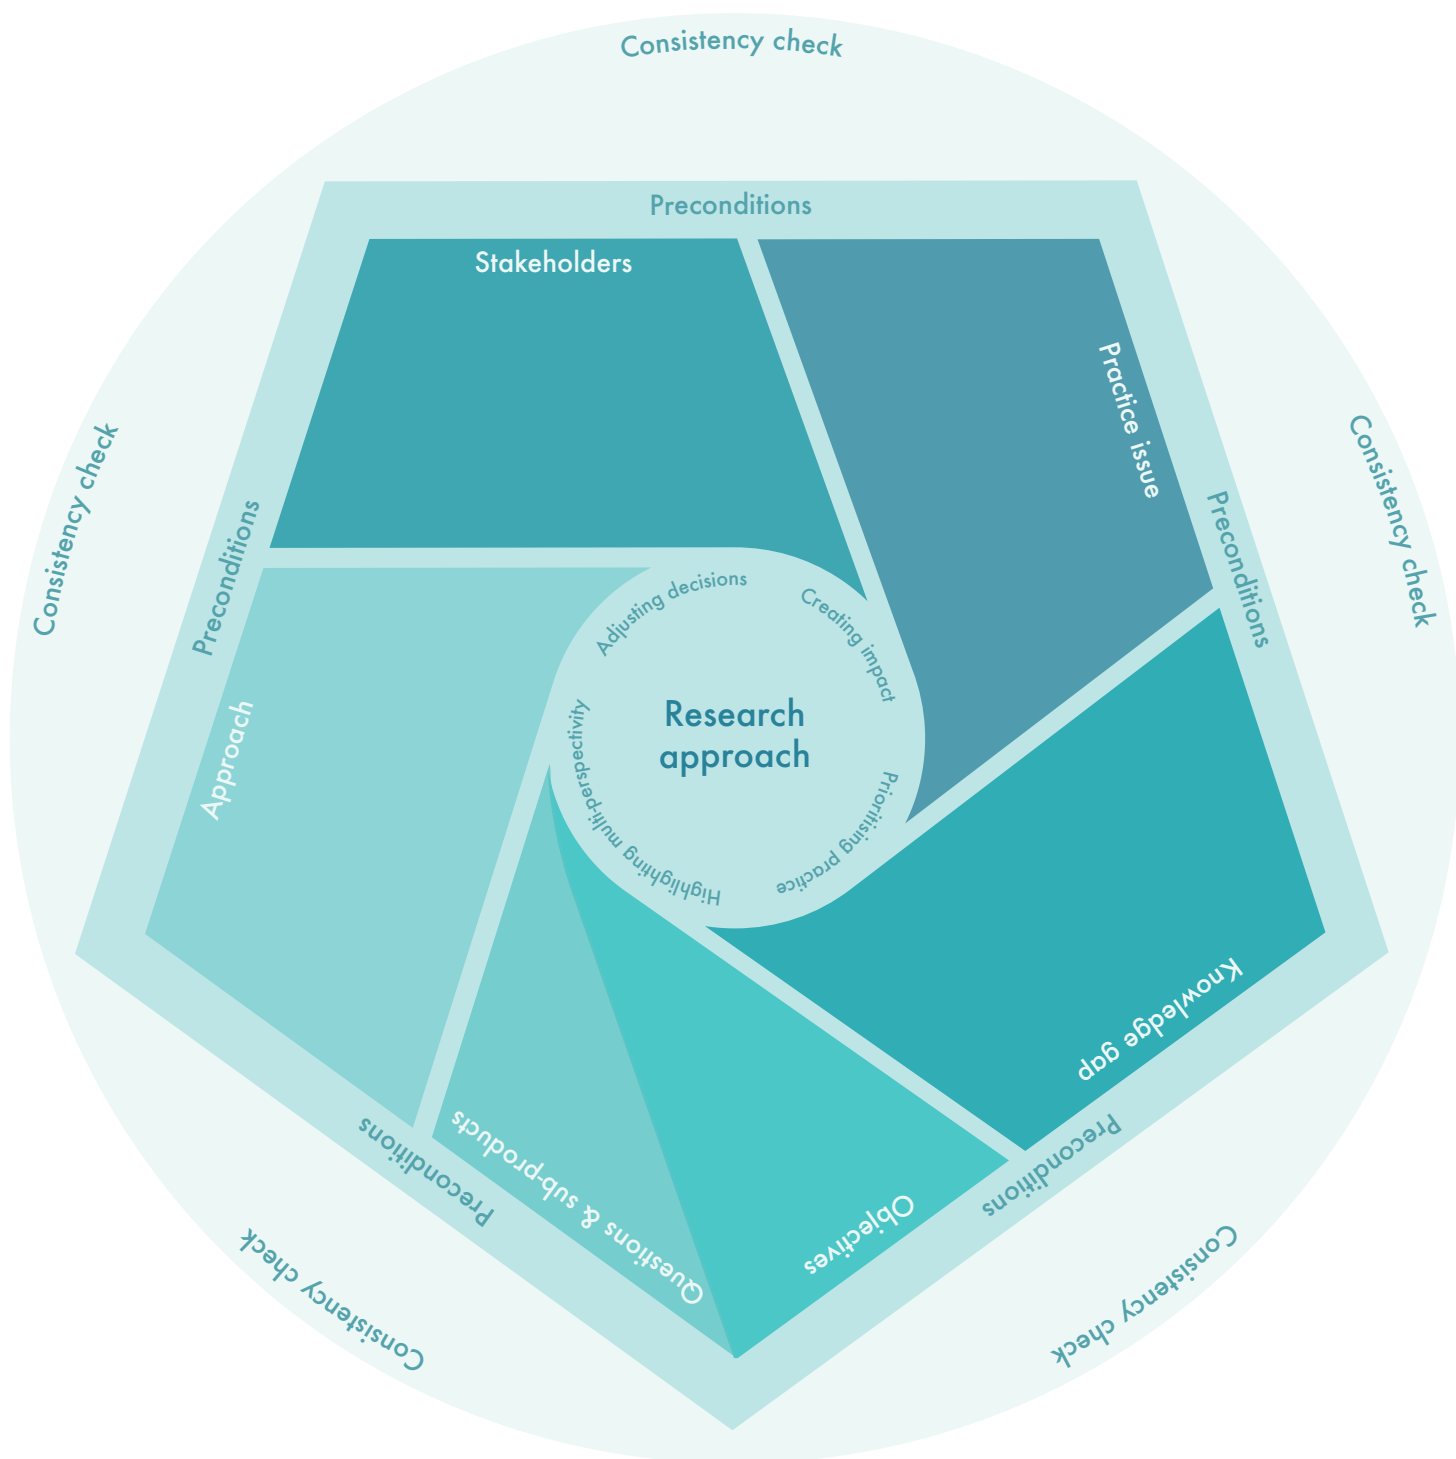 Consistency check
Consistency check
Consistency check
Consistency check
Consistency check
Preconditions
Preconditions
Preconditions
Preconditions
Preconditions
Stakeholders
Practice issue
Knowledge gap
Objectives
Questions & sub-products
Approach
Adjusting decisions
Creating impact
Prioritising practice
Highlighting multi-perspectivity
Research
approach